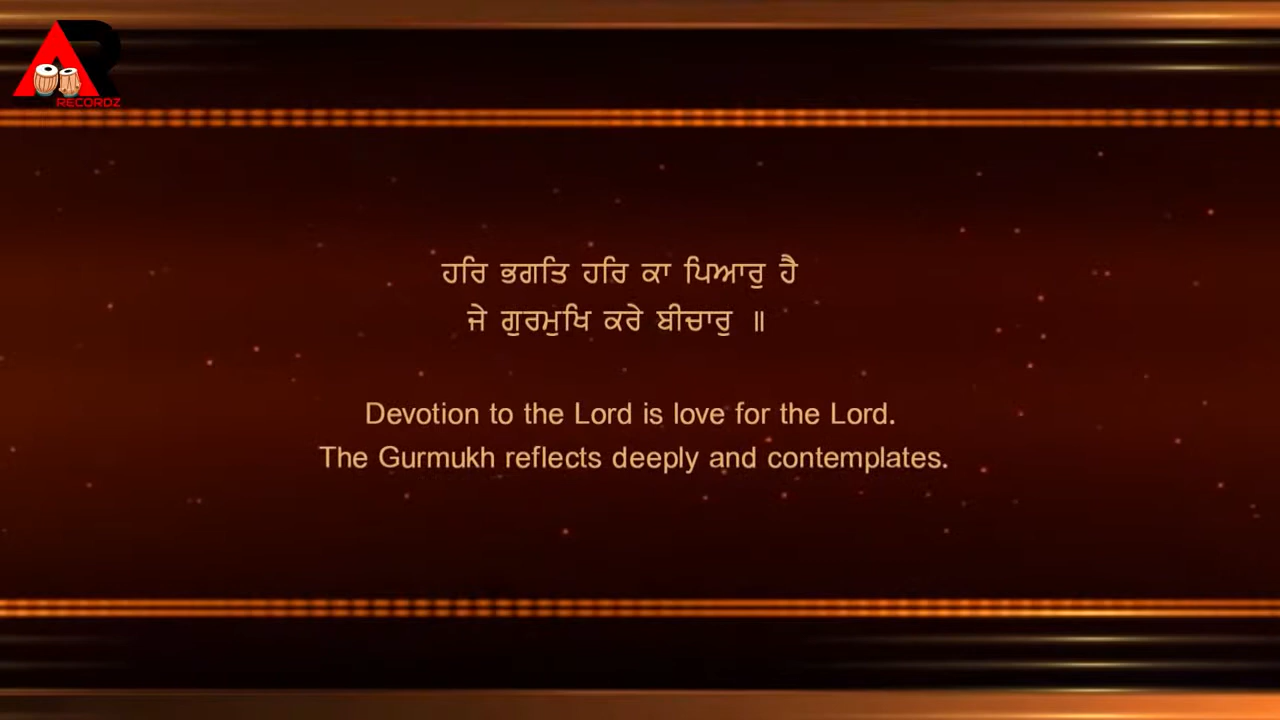 AR
RECORDZ
ਹਰਿ ਭਗਤਿ ਹਰਿ ਕਾ ਪਿਆਰੁ ਹੈ
ਜੇ ਗੁਰਮੁਖਿ ਕਰੇ ਬੀਚਾਰੁ ॥
Devotion to the Lord is love for the Lord.
The Gurmukh reflects deeply and contemplates.